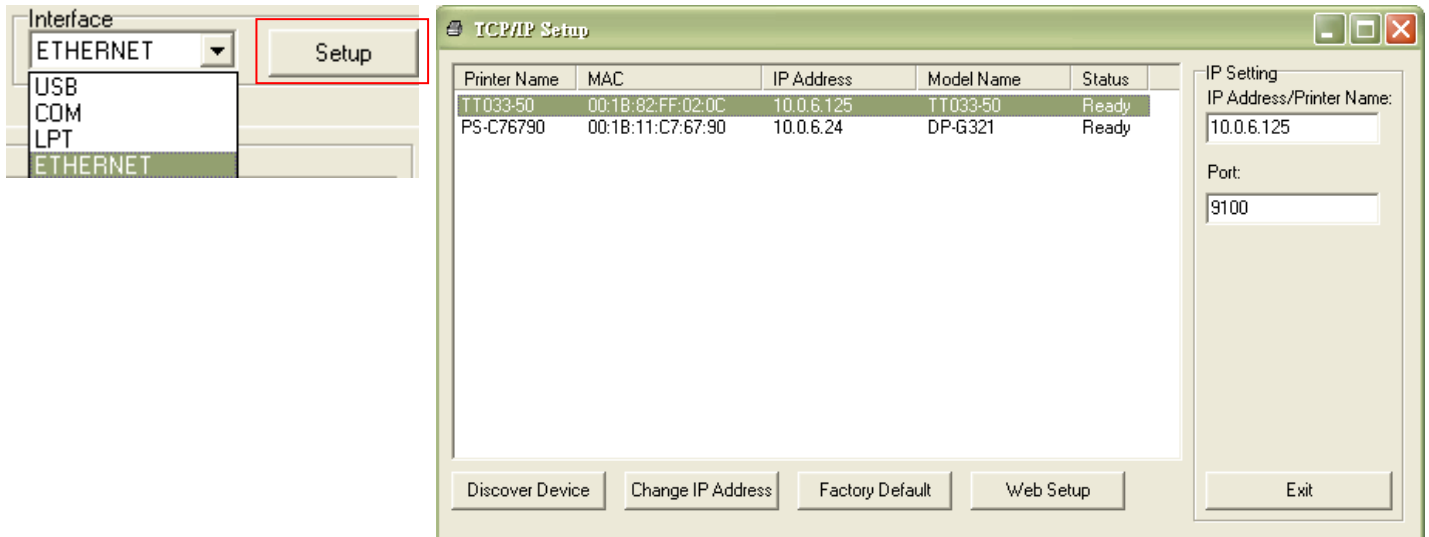 Interface
ETHERNET
Setup
USB
COM
LPT
ETHERNET
TCP/IP Setup
Printer Name MAC IP Address Model Name Status
TT033-50 00:1B:82:FF:02:0C 10.0.6.125 TT033-50 Ready
PS-C76790 00:1B:11:C7:67:90 10.0.6.24 DP-G321 Ready
IP Setting
IP Address/Printer Name:
10.0.6.125
Port:
9100
Discover Device Change IP Address Factory Default Web Setup Exit